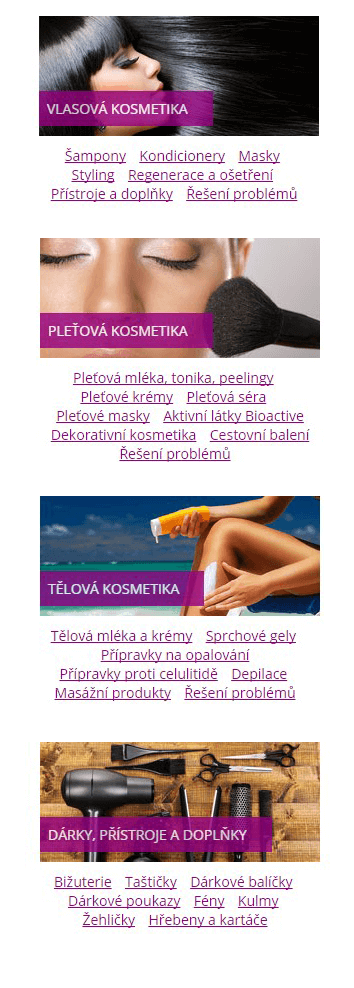 VLASOVÁ KOSMETIKA
Šampony Kondicionery Masky
Styling Regenerace a ošetření
Přístroje a doplňky Řešení problémů
PLEŤOVÁ KOSMETIKA
Pleťová mléka, tonika, peelingy
Pleťové krémy Pleťová séra
Pleťové masky Aktivní látky Bioactive
Dekorativní kosmetika Cestovní balení
Řešení problémů
TĚLOVÁ KOSMETIKA
Tělová mléka a krémy Sprchové gely
Přípravky na opalování
Přípravky proti celulitidě Depilace
Masážní produkty Řešení problémů
DÁRKY, PŘÍSTROJE A DOPLŇKY
Bižuterie Taštičky Dárkové balíčky
Dárkové poukazy Fény Kulmy
Žehličky Hřebeny a kartáče